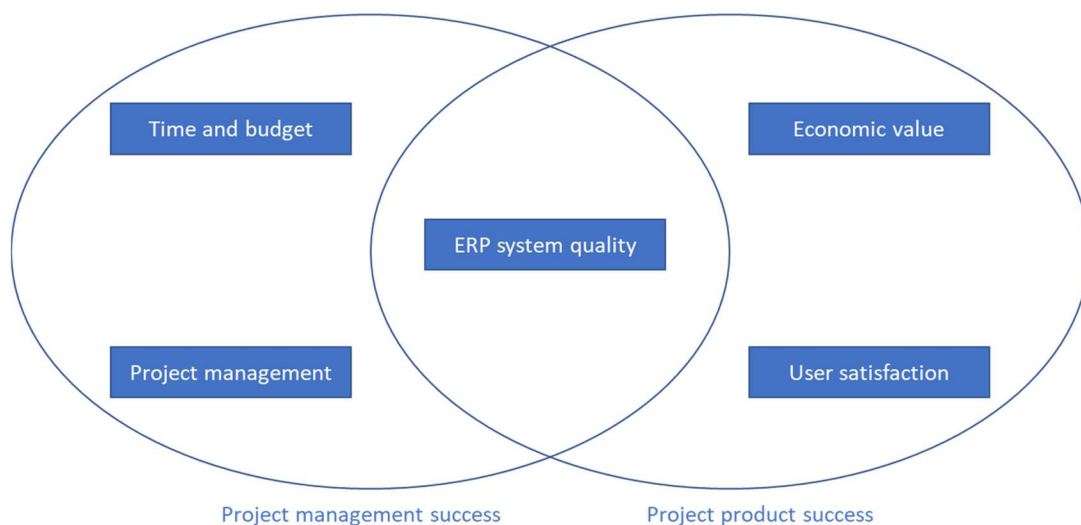 Time and budget
Economic value
ERP system quality
Project management
User satisfaction
Project management success
Project product success